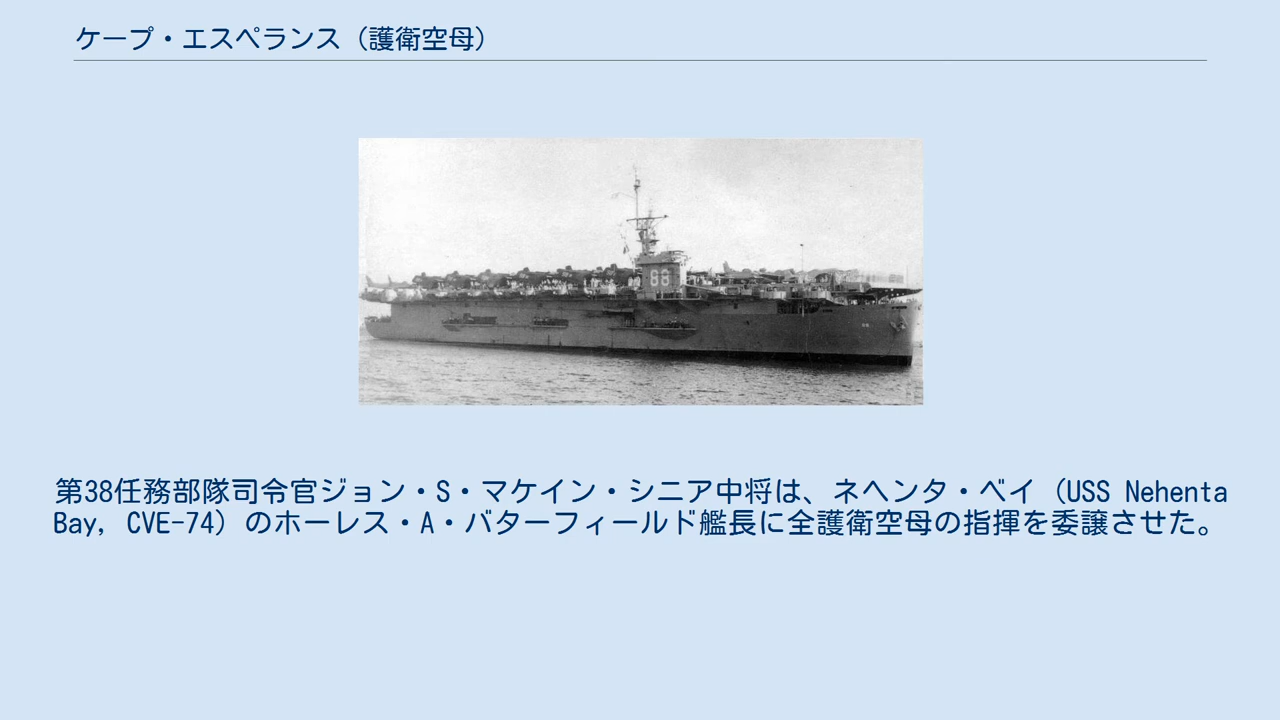 ケープ・エスペランス（護衛空母）
88
第38任務部隊司令官ジョン・S・マケイン・シニア中将は、ネヘンタ・ベイ（USS Nehenta
Bay, CVE-74）のホーレス・A・バターフィールド艦長に全護衛空母の指揮を委譲させた。